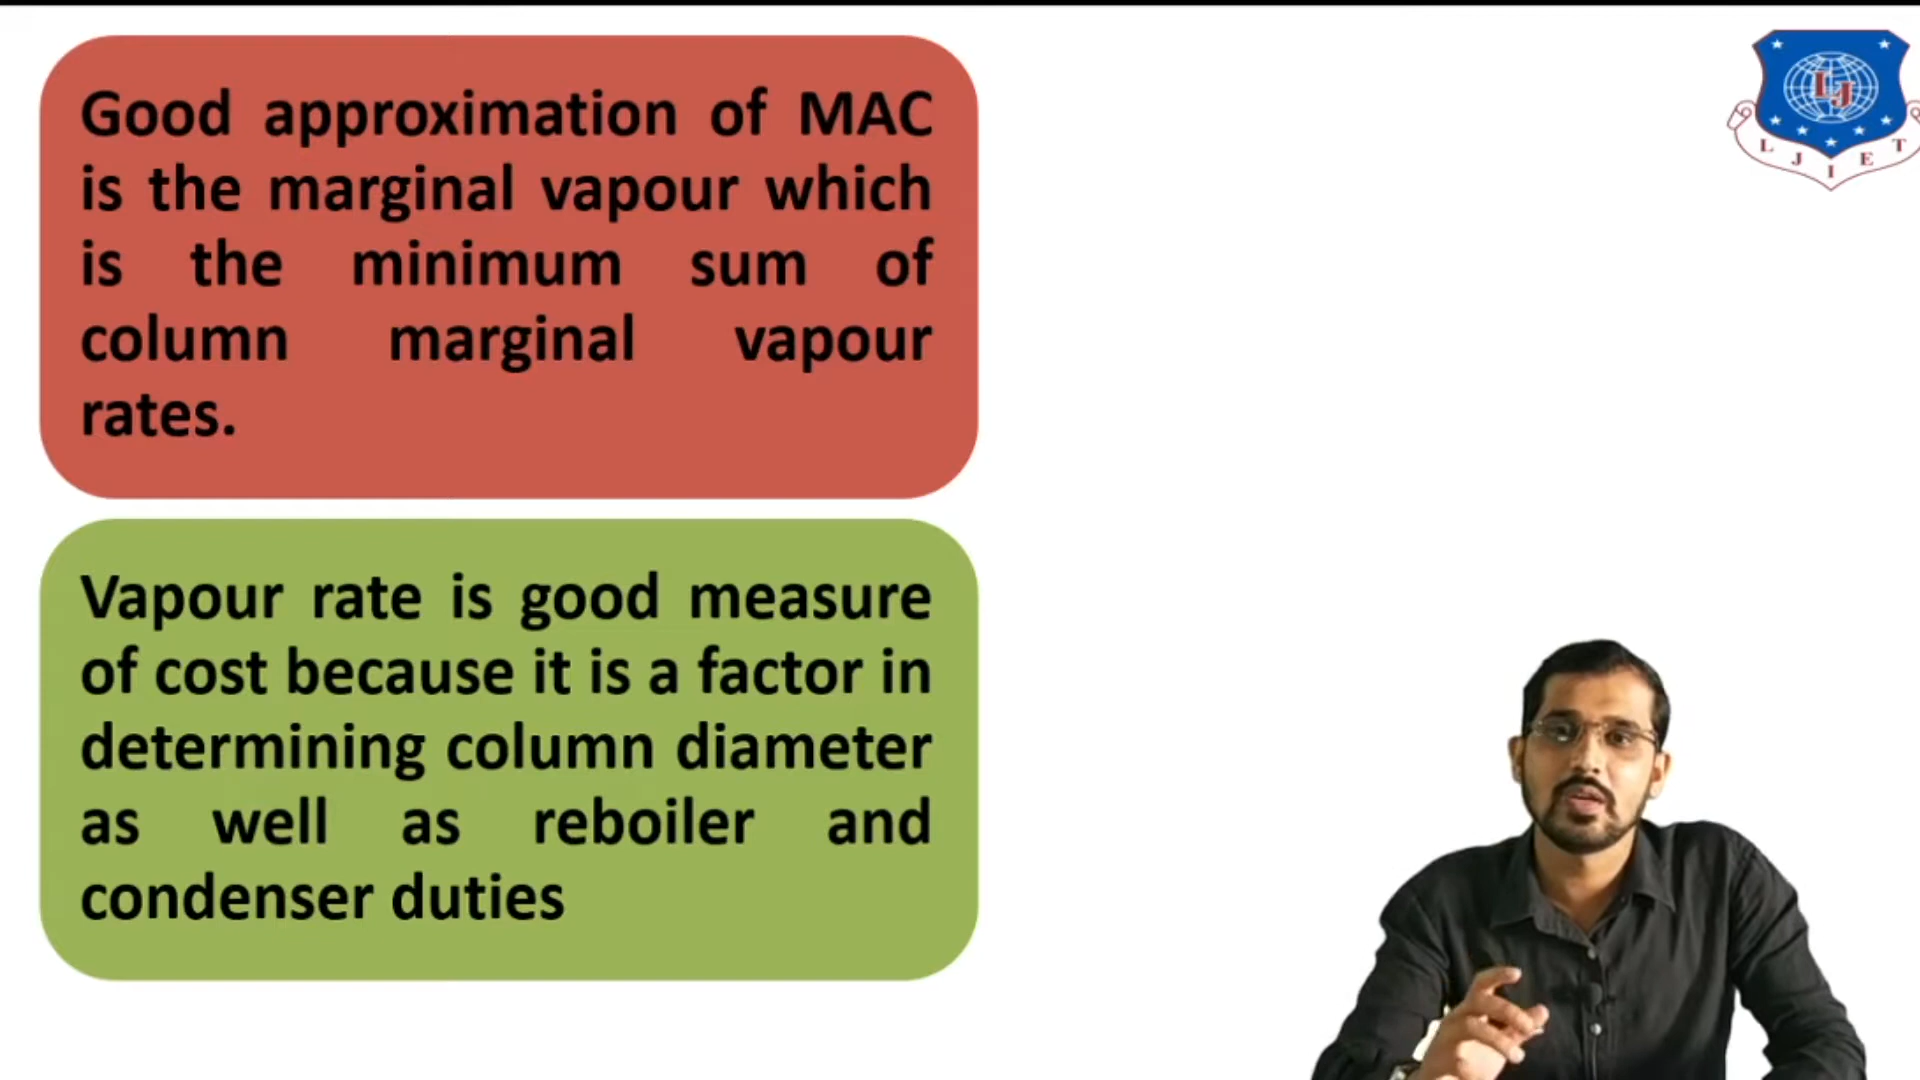 Good approximation of MAC
is the marginal vapour which
is the minimum sum of
column marginal vapour
rates.
Vapour rate is good measure
of cost because it is a factor in
determining column diameter
as well as reboiler and
condenser duties
LJ
L J I E T